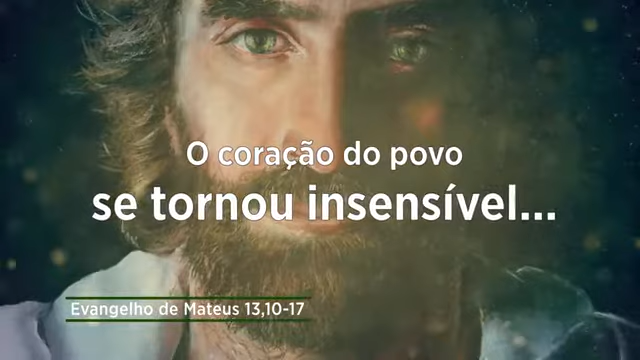 O coração do povo
se tornou insensível...
Evangelho de Mateus 13,10-17